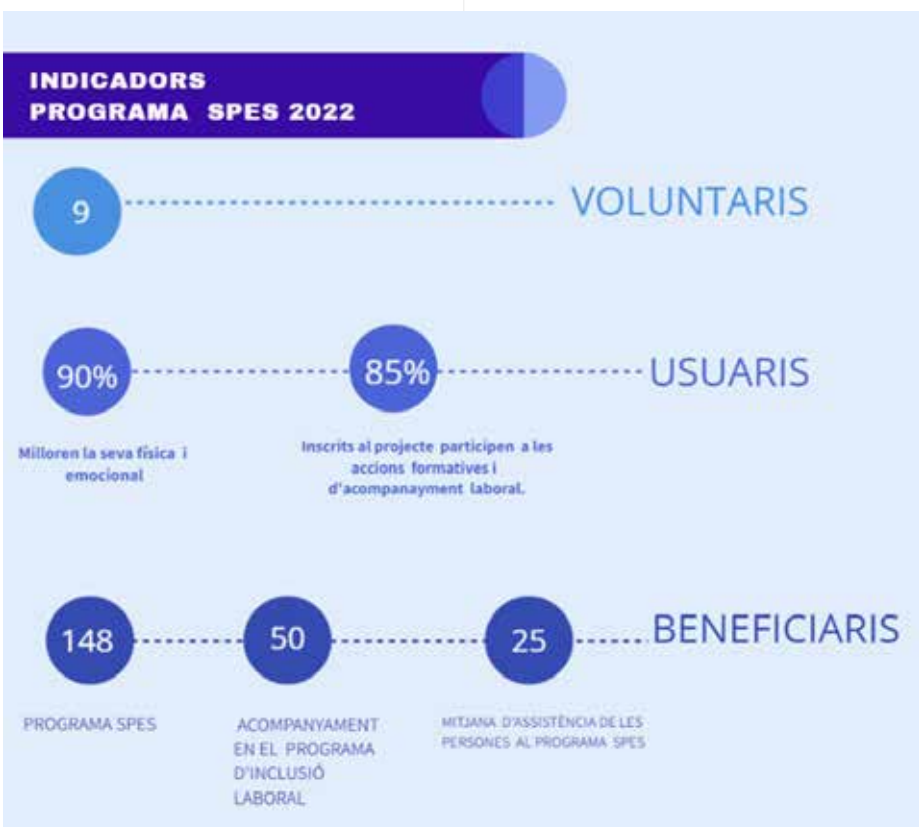 INDICADORS
PROGRAMA SPES 2022
9
VOLUNTARIS
90%
85%
USUARIS
Milloren la seva física i
emocional
Inscrits al projecte participen a les
accions formatives i
d'acompanayment laboral.
148
50
25
BENEFICIARIS
PROGRAMA SPES
ACOMPANYAMENT
EN EL PROGRAMA
D'INCLUSIÓ
LABORAL
MITJANA D'ASSISTÈNCIA DE LES
PERSONES AL PROGRAMA SPES